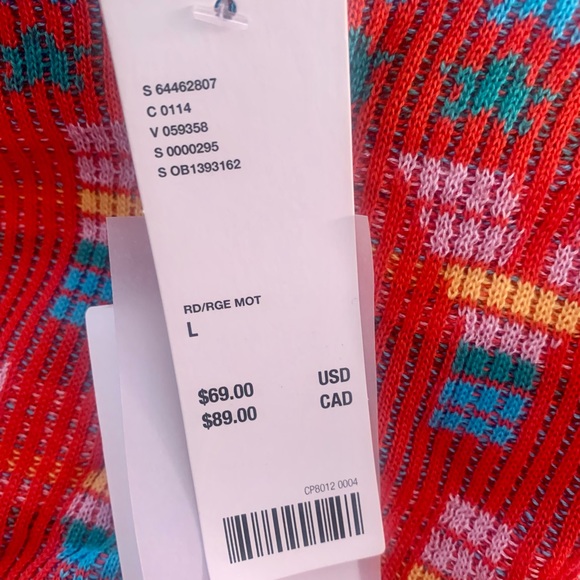 S 64462807
C 0114
V 059358
S 0000295
S OB1393162
RD/RGE MOT
L
$69.00 USD
$89.00 CAD
CP8012 0004